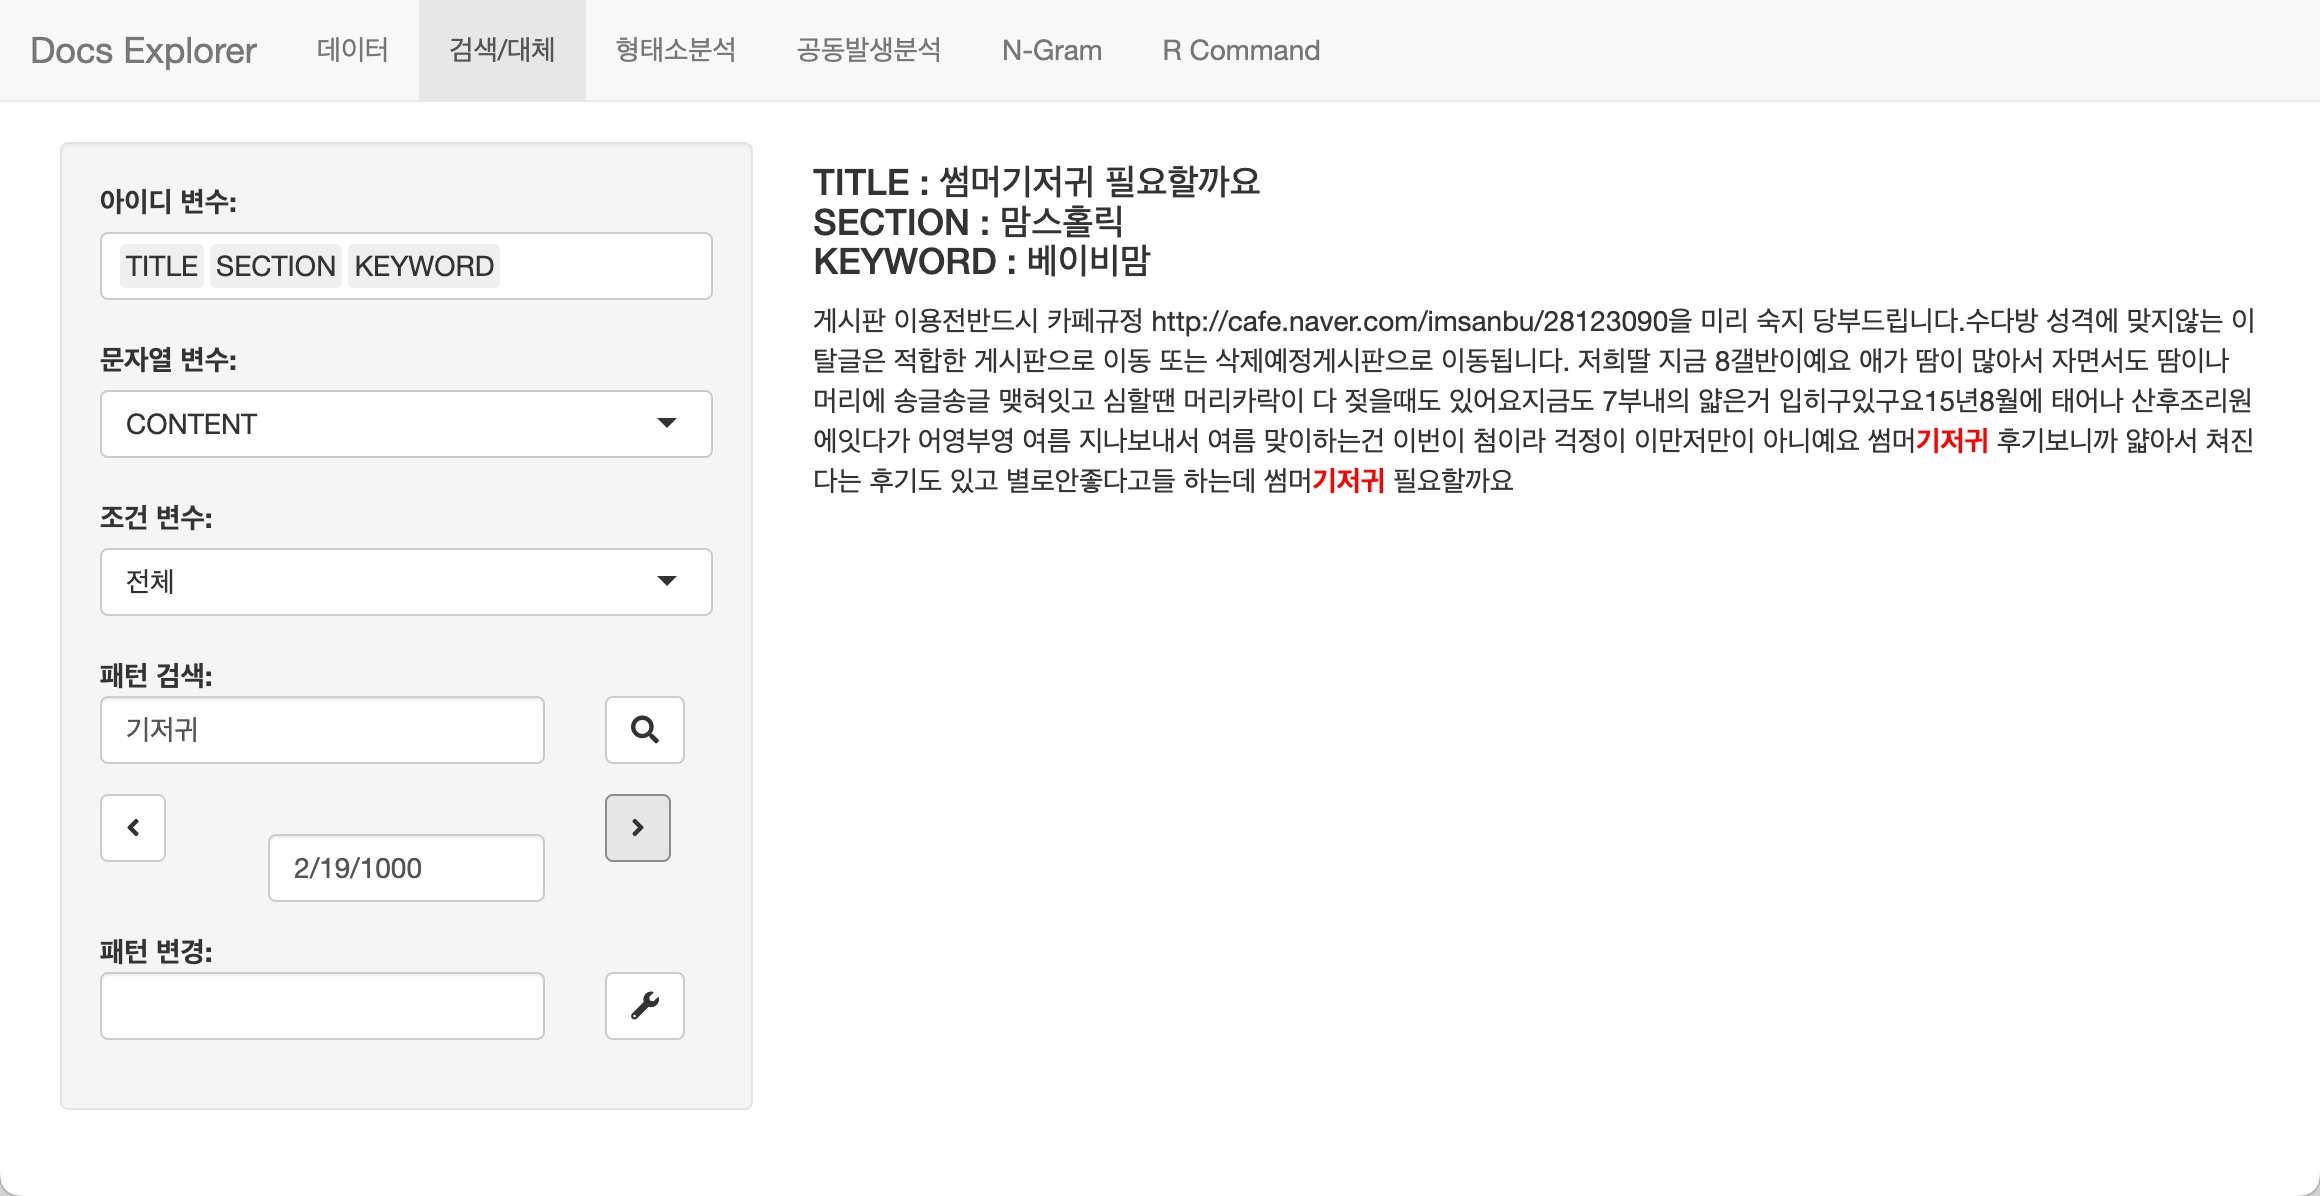 Docs Explorer 데이터 검색/대체 형태소분석 공동발생분석 N-Gram R Command
아이디 변수:
TITLE SECTION KEYWORD
문자열 변수:
CONTENT
조건 변수:
전체
패턴 검색:
기저귀
2/19/1000
패턴 변경:
TITLE : 썸머기저귀 필요할까요
SECTION : 맘스홀릭
KEYWORD : 베이비맘
게시판 이용전반드시 카페규정 http://cafe.naver.com/imsanbu/28123090을 미리 숙지 당부드립니다.수다방 성격에 맞지않는 이
탈글은 적합한 게시판으로 이동 또는 삭제예정게시판으로 이동됩니다. 저희딸 지금 8갤반이예요 애가 땀이 많아서 자면서도 땀이나
머리에 송글송글 맺혀잇고 심할땐 머리카락이 다 젖을때도 있어요지금도 7부내의 얇은거 입히구있구요15년8월에 태어나 산후조리원
에잇다가 어영부영 여름 지나보내서 여름 맞이하는건 이번이 첨이라 걱정이 이만저만이 아니예요 썸머기저귀 후기보니까 얇아서 쳐진
다는 후기도 있고 별로안좋다고들 하는데 썸머기저귀 필요할까요